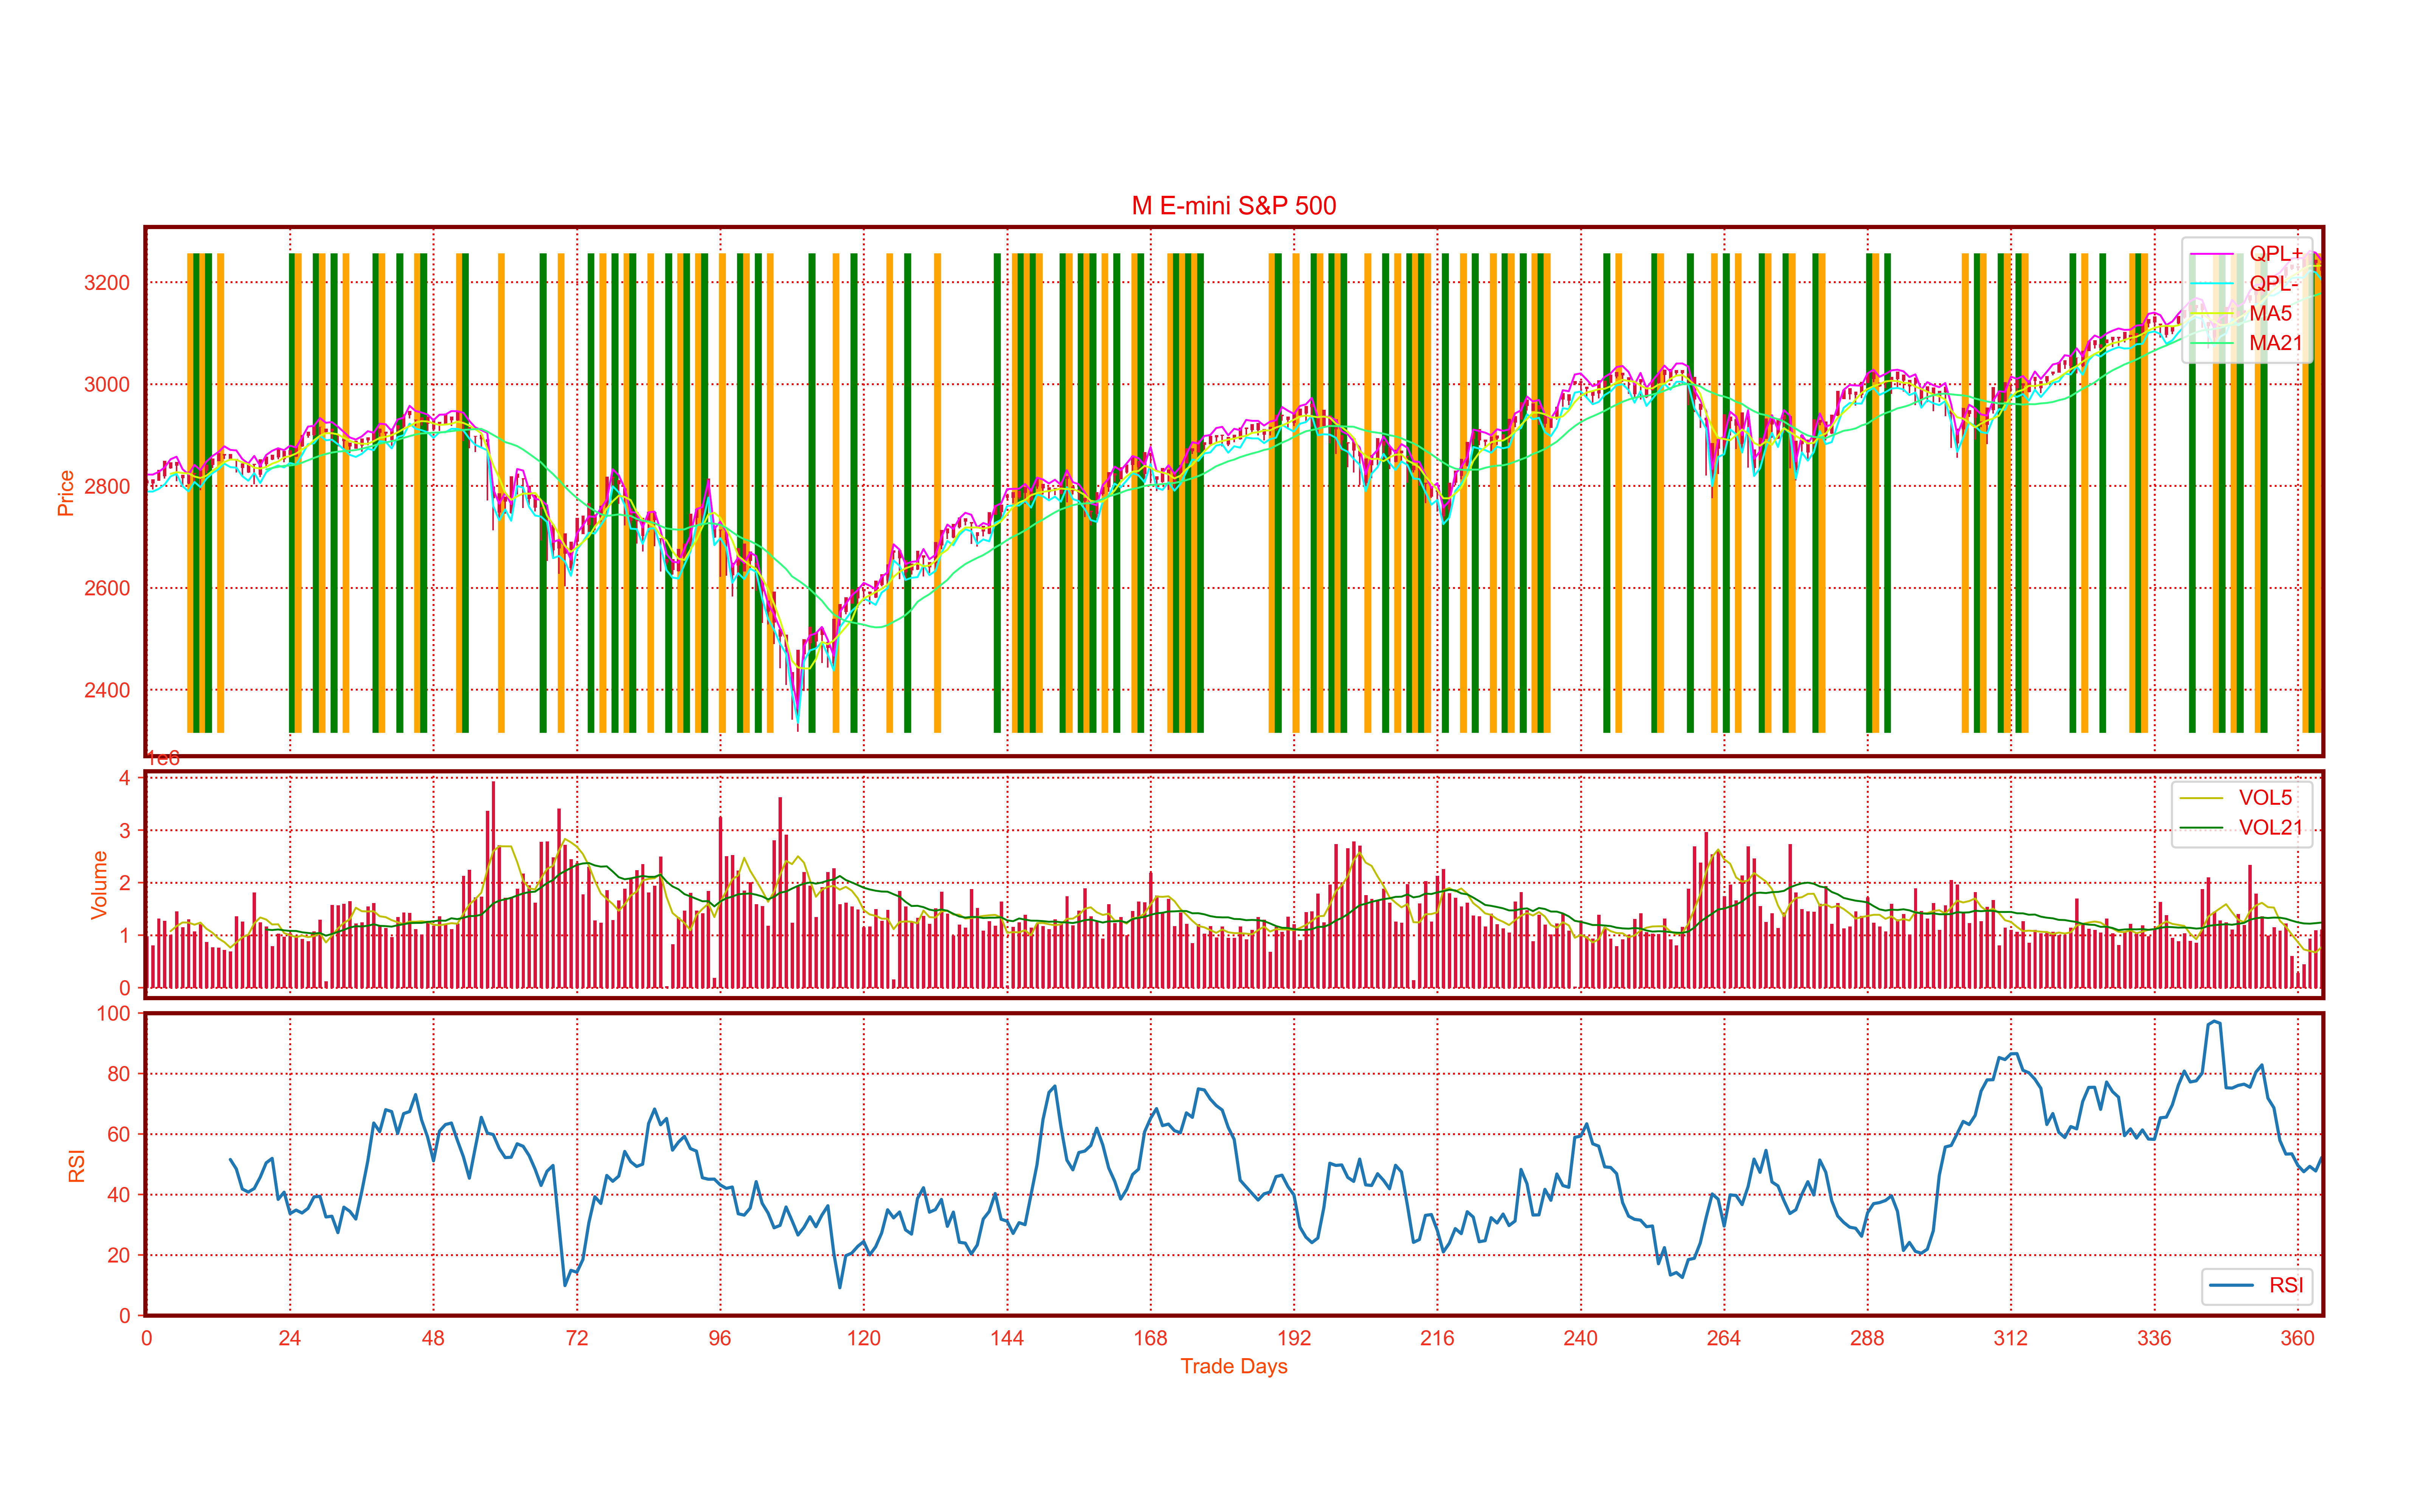 M E-mini S&P 500
3200
3000
2800
2600
2400
Price
QPL+
QPL-
MA5
MA21
1e6
4
3
2
1
0
Volume
VOL5
VOL21
100
80
60
40
20
0
RSI
RSI
0 24 48 72 96 120 144 168 192 216 240 264 288 312 336 360
Trade Days